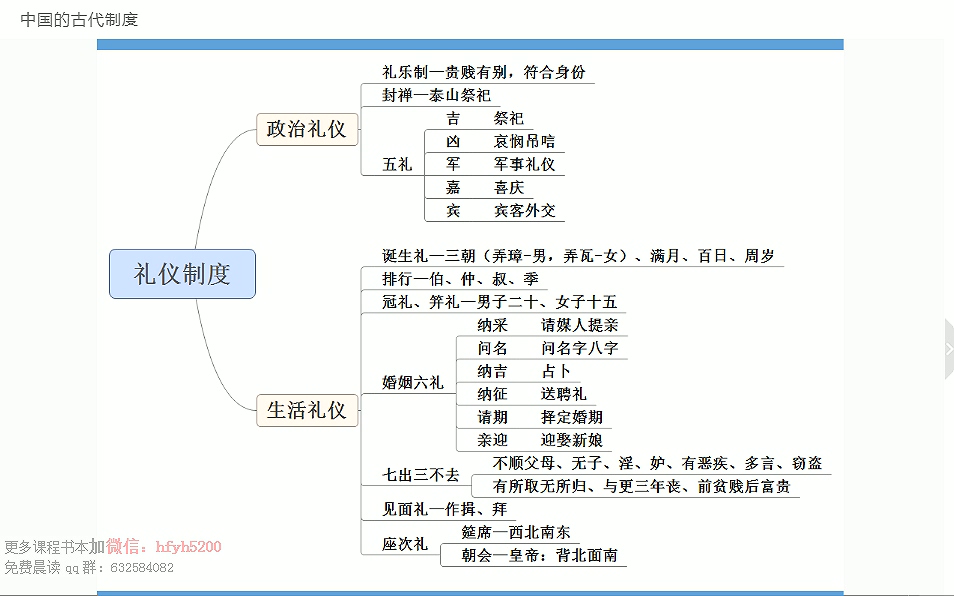 中国的古代制度
礼乐制—贵贱有别，符合身份
封禅—泰山祭祀
政治礼仪
吉 祭祀
凶 哀悯吊唁
五礼
军 军事礼仪
嘉 喜庆
宾 宾客外交
礼仪制度
诞生礼—三朝（弄璋-男，弄瓦-女）、满月、百日、周岁
排行—伯、仲、叔、季
冠礼、笄礼—男子二十、女子十五
纳采 请媒人提亲
问名 问名字八字
纳吉 占卜
婚姻六礼
纳征 送聘礼
请期 择定婚期
亲迎 迎娶新娘
生活礼仪
七出三不去
不顺父母、无子、淫、妒、有恶疾、多言、窃盗
有所取无所归、与更三年丧、前贫贱后富贵
见面礼—作揖、拜
座次礼
筵席—西北南东
朝会—皇帝：背北面南
更多课程书本加微信：hfyh5200
免费晨读qq群：632584082